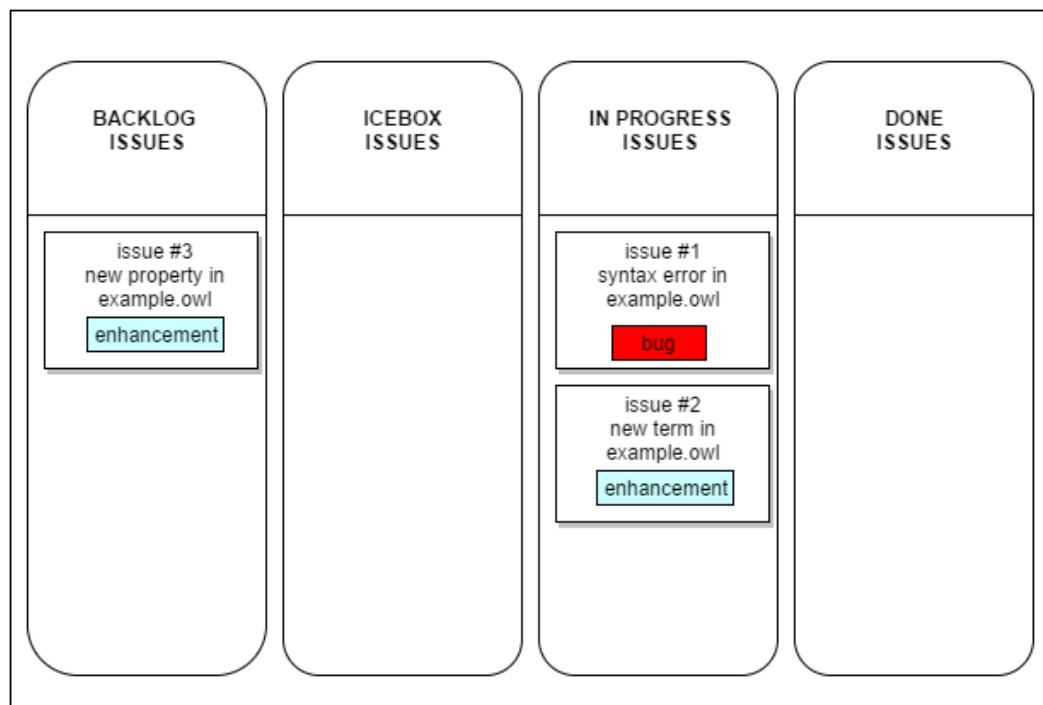 BACKLOG
ISSUES
ICEBOX
ISSUES
IN PROGRESS
ISSUES
DONE
ISSUES
issue #3
new property in
example.owl
enhancement
issue #1
syntax error in
example.owl
bug
issue #2
new term in
example.owl
enhancement